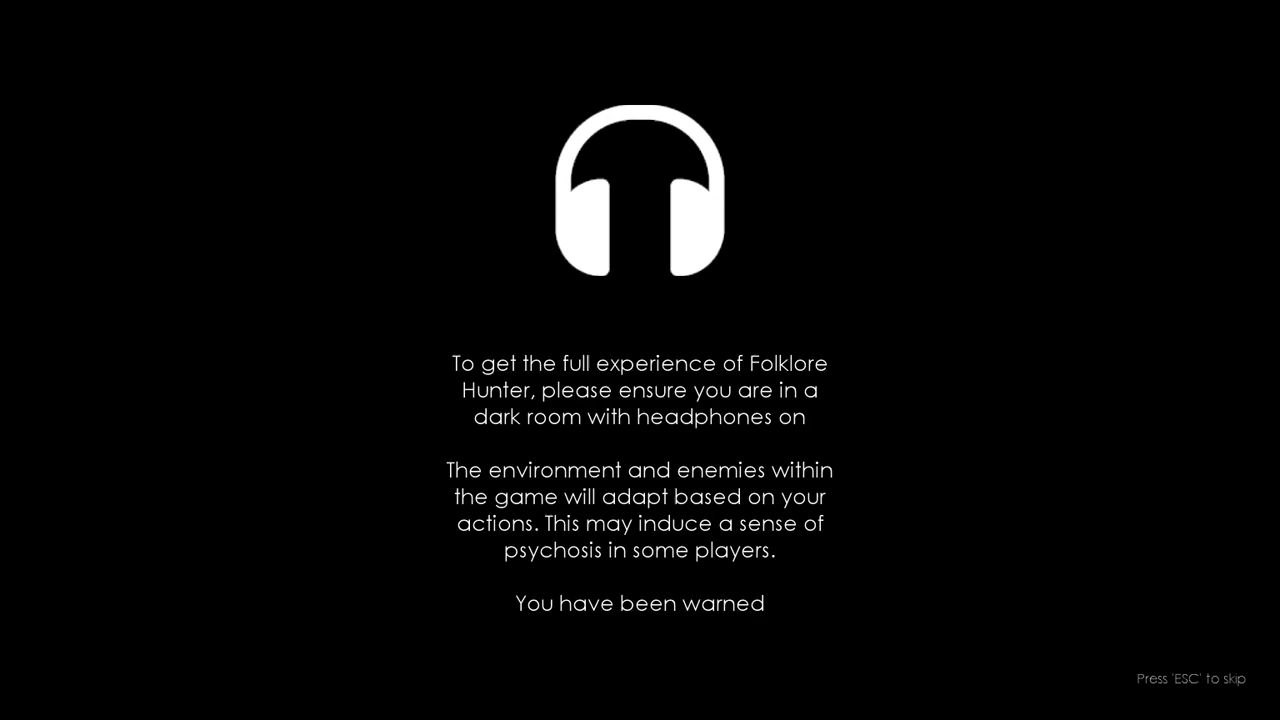 To get the full experience of Folklore
Hunter, please ensure you are in a
dark room with headphones on
The environment and enemies within
the game will adapt based on your
actions. This may induce a sense of
psychosis in some players.
You have been warned
Press 'ESC' to skip